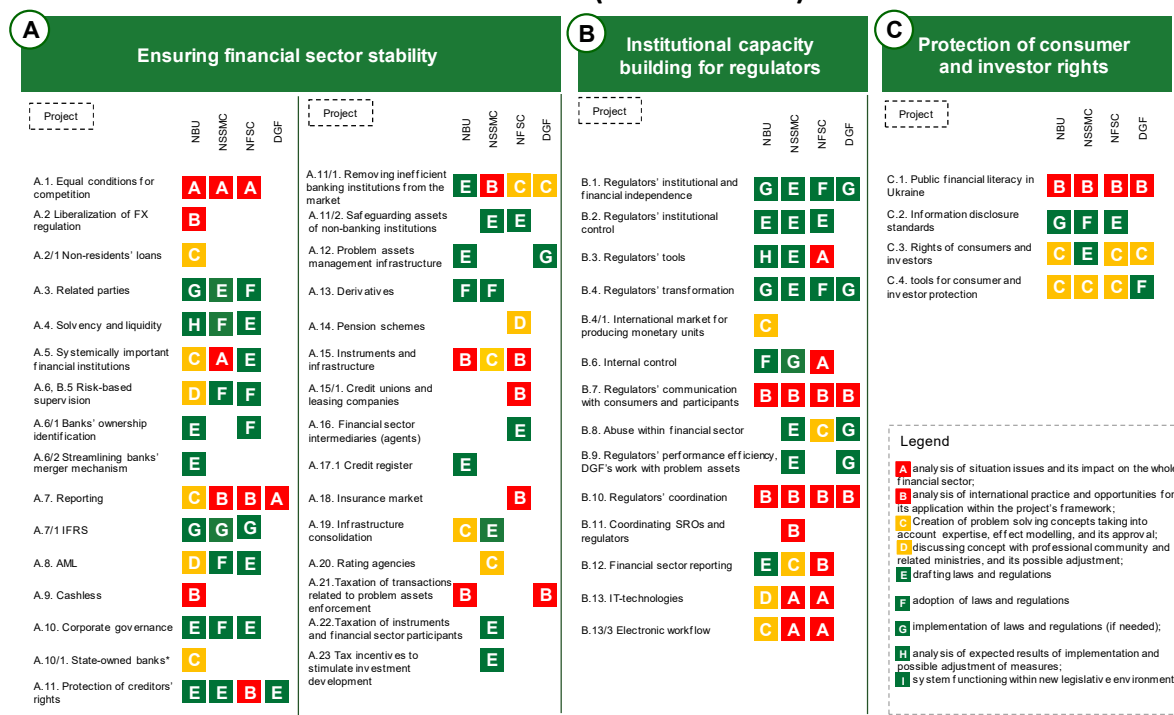 A
Ensuring financial sector stability
B
Institutional capacity
building for regulators
C
Protection of consumer
and investor rights
Project
NBU
NSSMC
NFSC
DGF
A.1. Equal conditions for
competition
A A A
A.2 Liberalization of FX
regulation
B
A.2/1 Non-residents' loans
C
A.3. Related parties
G E F
A.4. Solvency and liquidity
H F E
A.5. Systemically important
financial institutions
C A E
A.6, B.5 Risk-based
supervision
D F F
A.6/1 Banks' ownership
identification
E F
A.6/2 Streamlining banks'
merger mechanism
E
A.7. Reporting
C B B A
A.7/1 IFRS
G G G
A.8. AML
D F E
A.9. Cashless
B
A.10. Corporate governance
E F E
A.10/1. State-owned banks*
C
A.11. Protection of creditors'
rights
E E B E
Project
NBU
NSSMC
NFSC
DGF
A.11/1. Removing inefficient
banking institutions from the
market
E B C C
A.11/2. Safeguarding assets
of non-banking institutions
E E
A.12. Problem assets
management infrastructure
E G
A.13. Derivatives
F F
A.14. Pension schemes
D
A.15. Instruments and
infrastructure
B C B
A.15/1. Credit unions and
leasing companies
B
A.16. Financial sector
intermediaries (agents)
E
A.17.1 Credit register
E
A.18. Insurance market
B
A.19. Infrastructure
consolidation
C E
A.20. Rating agencies
C
A.21.Taxation of transactions
related to problem assets
enforcement
B B
A.22.Taxation of instruments
and financial sector participants
E
A.23 Tax incentives to
stimulate investment
development
E
Project
NBU
NSSMC
NFSC
DGF
B.1. Regulators' institutional and
financial independence
G E F G
B.2. Regulators' institutional
control
E E E
B.3. Regulators' tools
H E A
B.4. Regulators' transformation
G E F G
B.4/1. International market for
producing monetary units
C
B.6. Internal control
F G A
B.7. Regulators' communication
with consumers and participants
B B B B
B.8. Abuse within financial sector
E C G
B.9. Regulators' performance efficiency,
DGF's work with problem assets
E G
B.10. Regulators' coordination
B B B B
B.11. Coordinating SROs and
regulators
B
B.12. Financial sector reporting
E C B
B.13. IT-technologies
D A A
B.13/3 Electronic workflow
C A A
Project
NBU
NSSMC
NFSC
DGF
C.1. Public financial literacy in
Ukraine
B B B B
C.2. Information disclosure
standards
G F E
C.3. Rights of consumers and
investors
C E C C
C.4. tools for consumer and
investor protection
C C C F
Legend
A analysis of situation issues and its impact on the whole
financial sector;
B analysis of international practice and opportunities for
its application within the project's framework;
C Creation of problem solving concepts taking into
account expertise, effect modelling, and its approval;
D discussing concept with professional community and
related ministries, and its possible adjustment;
E drafting laws and regulations
F adoption of laws and regulations
G implementation of laws and regulations (if needed);
H analysis of expected results of implementation and
possible adjustment of measures;
I system functioning within new legislative environment